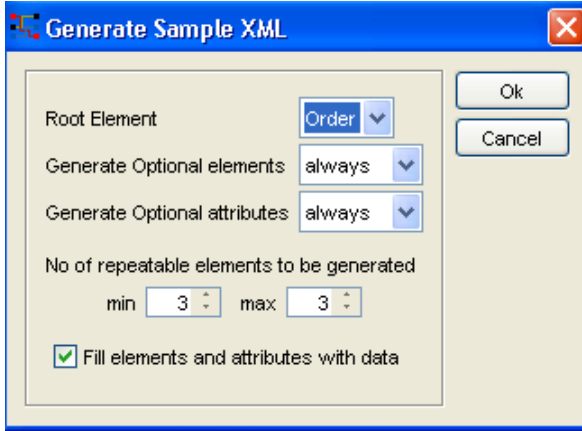 Generate Sample XML
Ok
Root Element Order
Cancel
Generate Optional elements always
Generate Optional attributes always
No of repeatable elements to be generated
min 3 max 3
Fill elements and attributes with data